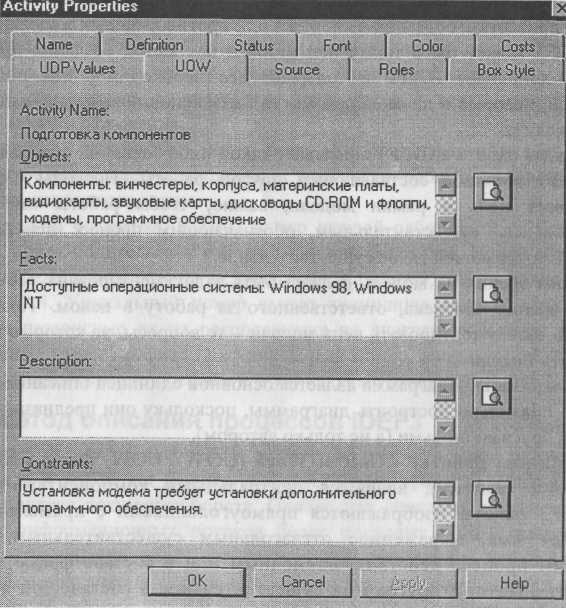 Activity Properties
Name Definition Status Font Color Costs
UDP Values UOW Source Roles Box Style
Activity Name:
Подготовка компонентов
Objects:
Компоненты: винчестеры, корпуса, материнские платы,
видиокарты, звуковые карты, дисководы CD-ROM и флоппи,
модемы, программное обеспечение
Facts:
Доступные операционные системы: Windows 98, Windows
NT
Description:
Constraints:
Установка модема требует установки дополнительного
пограммного обеспечения.
OK Cancel Apply Help